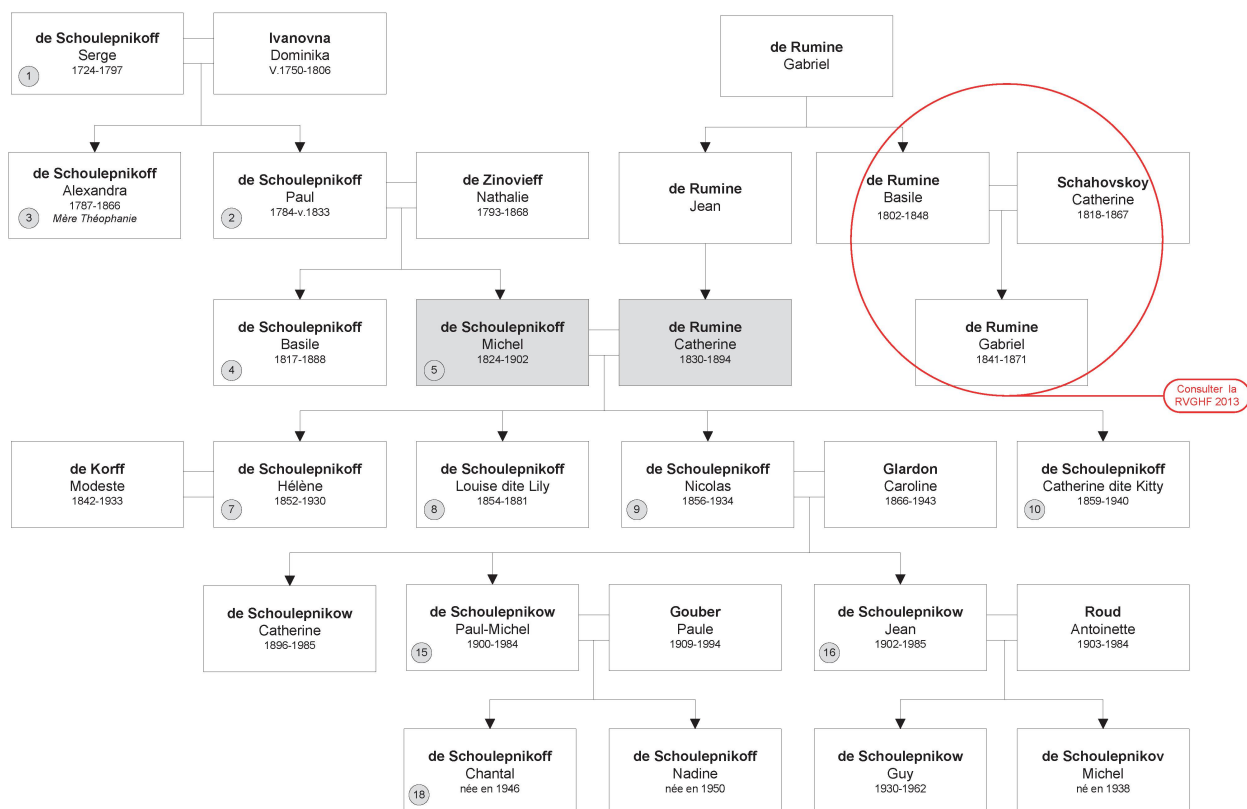 de Schoulepnikoff
Serge
1724-1797
1
Ivanovna
Dominika
V.1750-1806
de Rumine
Gabriel
de Schoulepnikoff
Alexandra
1787-1866
Mère Théophanie
3
de Schoulepnikoff
Paul
1784-v.1833
2
de Zinovieff
Nathalie
1793-1868
de Rumine
Jean
de Rumine
Basile
1802-1848
Schahovskoy
Catherine
1818-1867
de Schoulepnikoff
Basile
1817-1888
4
de Schoulepnikoff
Michel
1824-1902
5
de Rumine
Catherine
1830-1894
de Rumine
Gabriel
1841-1871
Consulter la
RVGHF 2013
de Korff
Modeste
1842-1933
de Schoulepnikoff
Hélène
1852-1930
7
de Schoulepnikoff
Louise dite Lily
1854-1881
8
de Schoulepnikoff
Nicolas
1856-1934
9
Glardon
Caroline
1866-1943
de Schoulepnikoff
Catherine dite Kitty
1859-1940
10
de Schoulepnikow
Catherine
1896-1985
de Schoulepnikow
Paul-Michel
1900-1984
15
Gouber
Paule
1909-1994
de Schoulepnikow
Jean
1902-1985
16
Roud
Antoinette
1903-1984
de Schoulepnikoff
Chantal
née en 1946
18
de Schoulepnikoff
Nadine
née en 1950
de Schoulepnikow
Guy
1930-1962
de Schoulepnikov
Michel
né en 1938